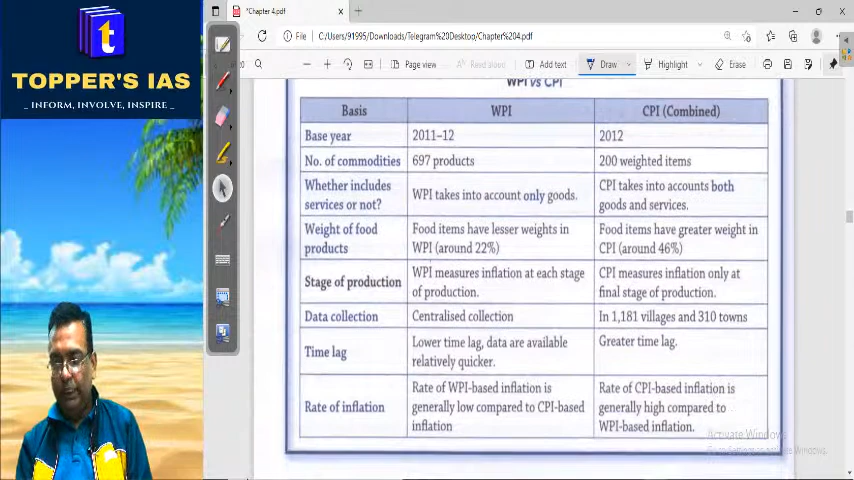 *Chapter 4.pdf
File
C:/Users/91995/Downloads/Telegram%20Desktop/Chapter%204.pdf
Page view
Read aloud
Add text
Draw
Highlight
Erase
t
TOPPER'S IAS
_ INFORM, INVOLVE, INSPIRE _
WPI vs CPI
Basis
WPI
CPI (Combined)
Base year
2011–12
2012
No. of commodities
697 products
200 weighted items
Whether includes
services or not?
WPI takes into account only goods.
CPI takes into accounts both
goods and services.
Weight of food
products
Food items have lesser weights in
WPI (around 22%)
Food items have greater weight in
CPI (around 46%)
Stage of production
WPI measures inflation at each stage
of production.
CPI measures inflation only at
final stage of production.
Data collection
Centralised collection
In 1,181 villages and 310 towns
Time lag
Lower time lag, data are available
relatively quicker.
Greater time lag.
Rate of inflation
Rate of WPI-based inflation is
generally low compared to CPI-based
inflation
Rate of CPI-based inflation is
generally high compared to
WPI-based inflation.
Activate Windows
Go to Settings to activate Windows.